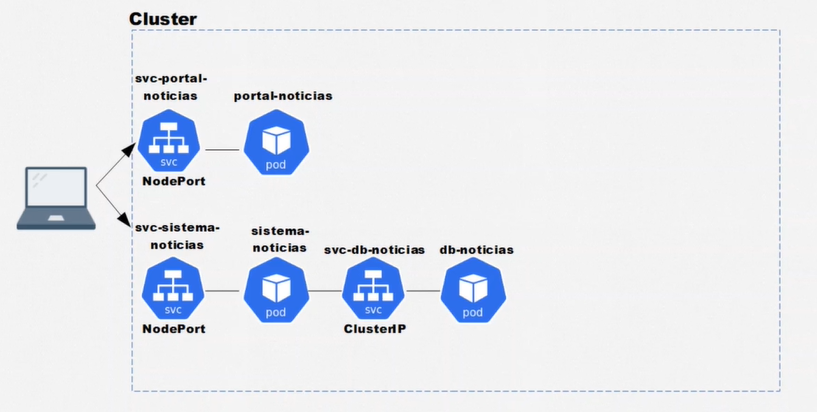 Cluster
svc-portal-
noticias
portal-noticias
svc
pod
NodePort
svc-sistema-
noticias
sistema-
noticias
svc-db-noticias
db-noticias
svc
pod
svc
pod
NodePort
ClusterIP